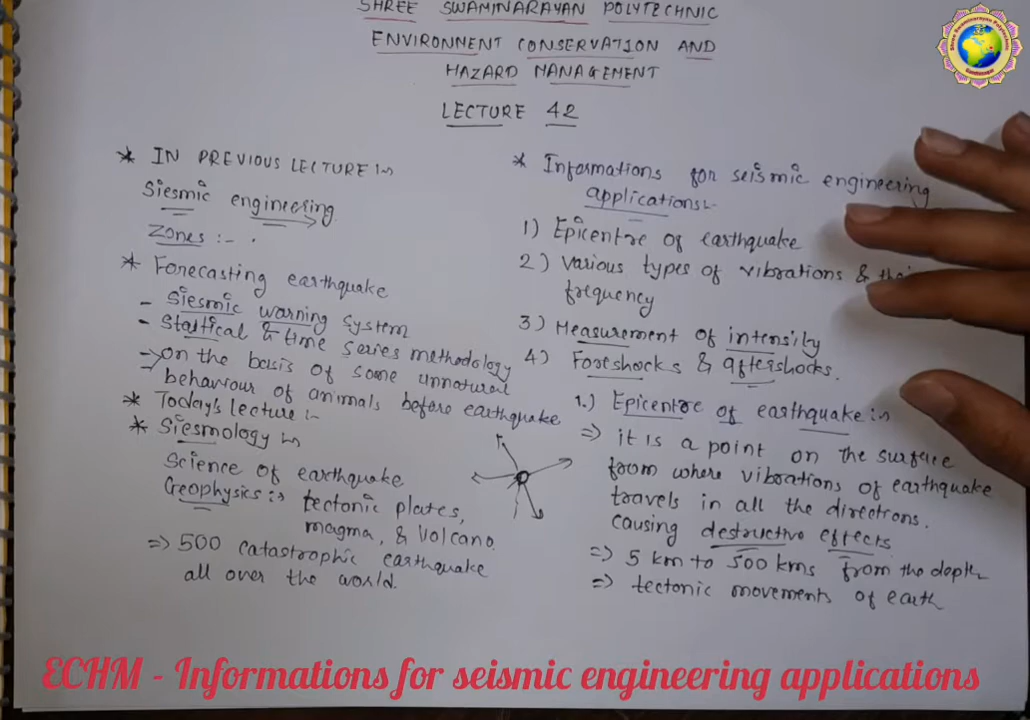 SHREE SWAMINARAYAN POLYTECHNIC
ENVIRONMENT CONSERVATION AND
HAZARD MANAGEMENT
LECTURE 42
* IN PREVIOUS LECTURE :-
Siesmic engineering
Zones :-
* Forecasting earthquake
- Siesmic warning system
- Stastical & time series methodology
-> on the basis of some unnatural
behaviour of animals before earthquake
* Today's lecture :-
* Siesmology :-
Science of earthquake
Geophysics :- tectonic plates,
magma, & volcano.
=> 500 catastrophic earthquake
all over the world.
* Informations for seismic engineering
applications :-
1) Epicentre of earthquake
2) Various types of vibrations &
frequency
3) Measurement of intensity
4) Foreshocks & aftershocks.
1.) Epicentre of earthquake :-
=> it is a point on the surface
from where vibrations of earthquake
travels in all the directions.
causing destructive effects
=> 5 km to 500 kms from the depth
=> tectonic movements of earth
ECHM - Informations for seismic engineering applications